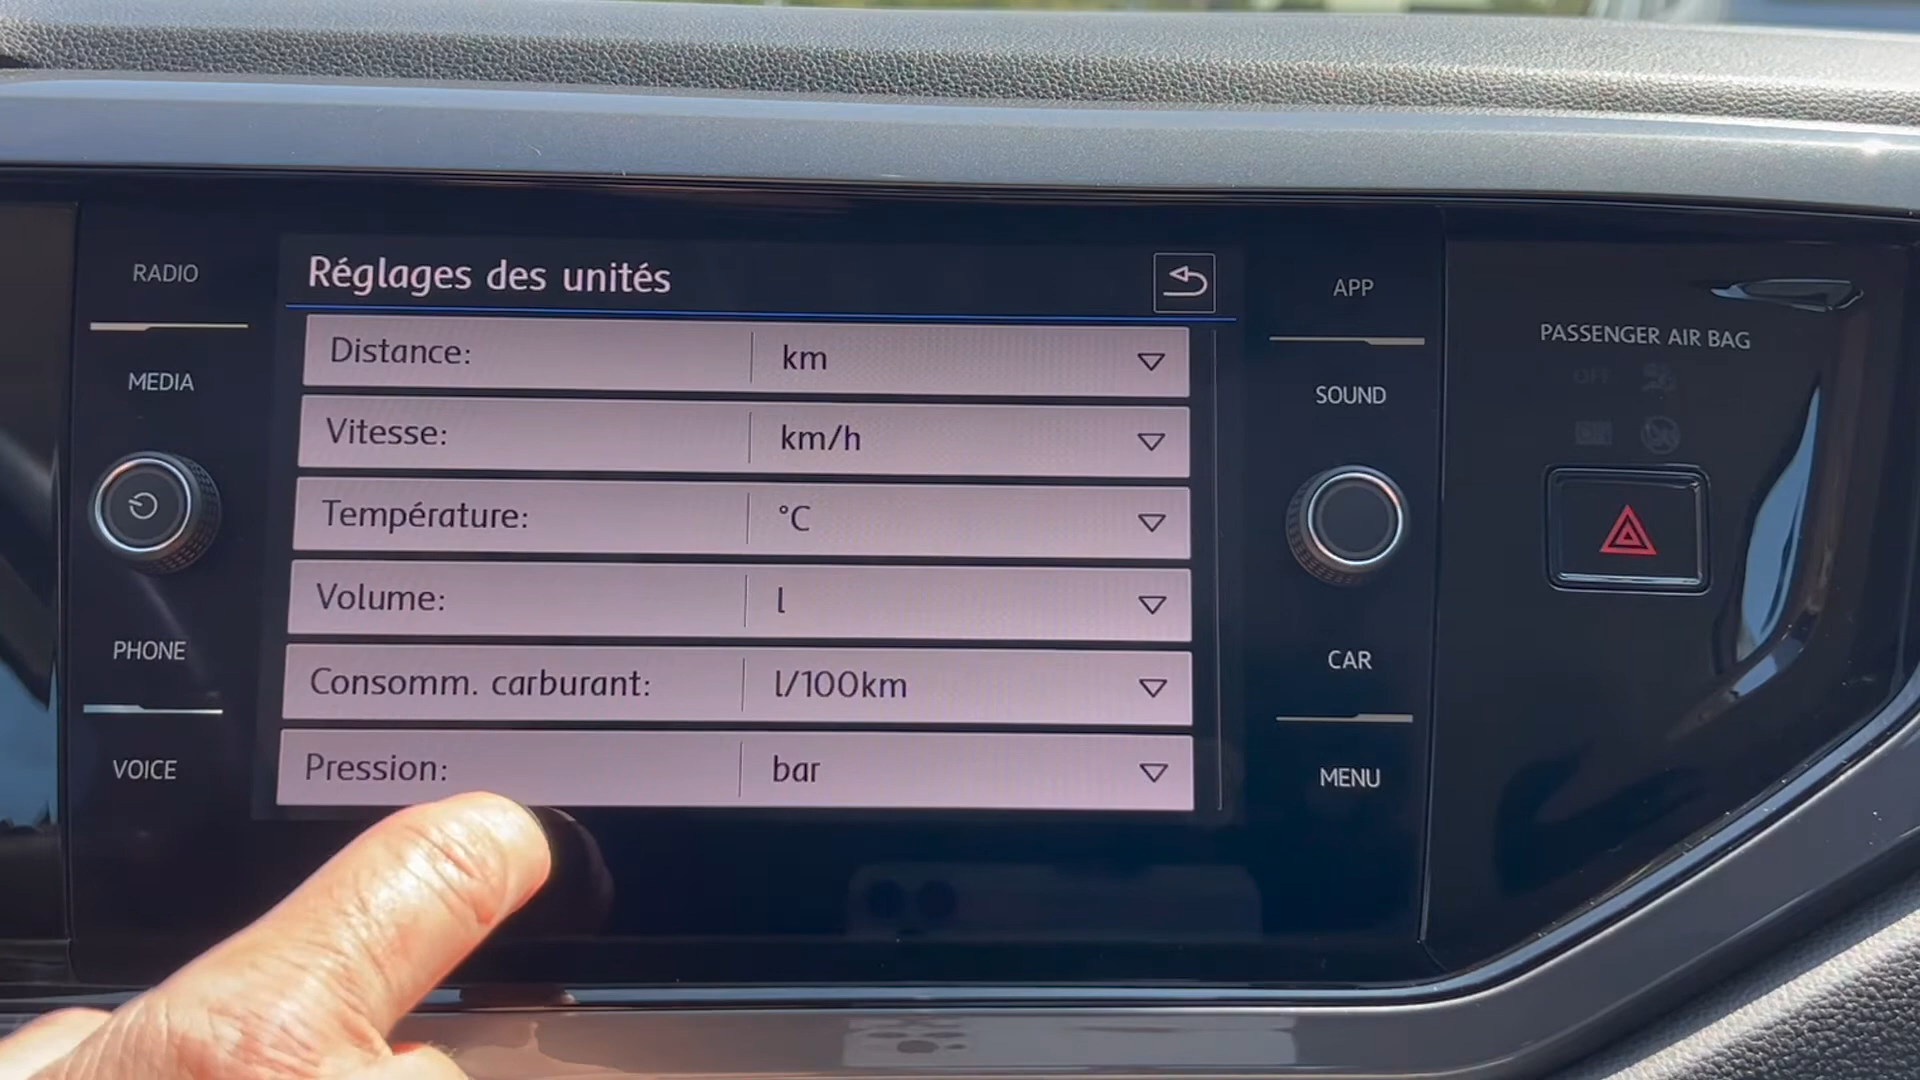 RADIO
MEDIA
PHONE
VOICE
Réglages des unités
Distance: km
Vitesse: km/h
Température: °C
Volume: l
Consomm. carburant: l/100km
Pression: bar
APP
SOUND
CAR
MENU
PASSENGER AIR BAG
OFF